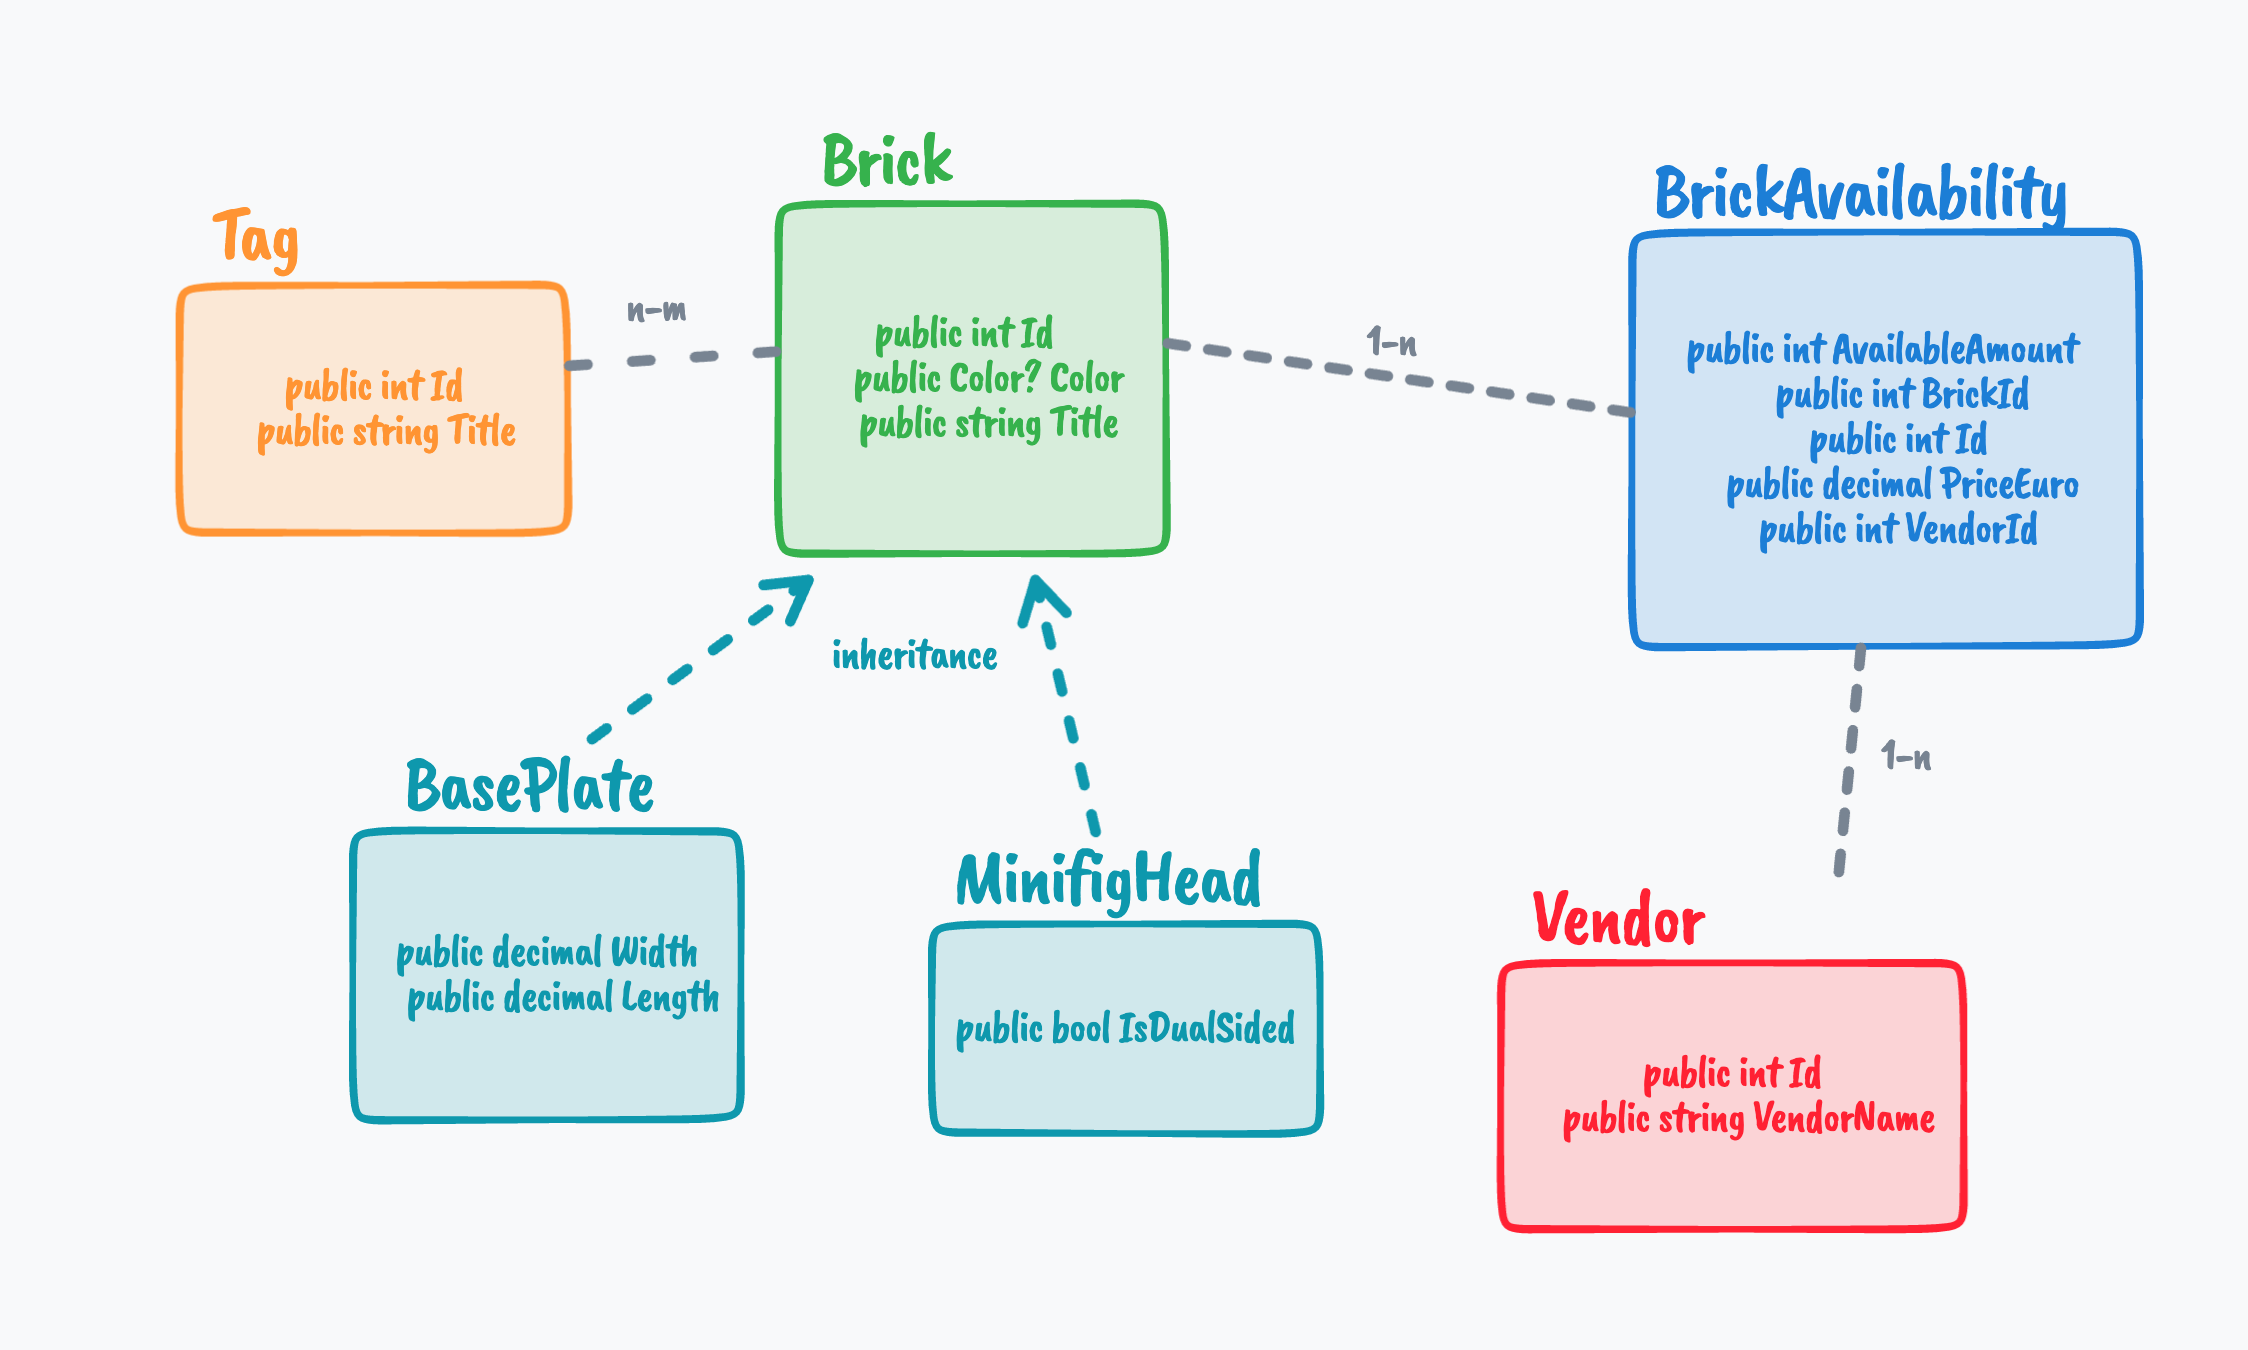 Tag
public int Id
public string Title
n-m
Brick
public int Id
public Color? Color
public string Title
1-n
BrickAvailability
public int AvailableAmount
public int BrickId
public int Id
public decimal PriceEuro
public int VendorId
inheritance
BasePlate
public decimal Width
public decimal Length
MinifigHead
public bool IsDualSided
1-n
Vendor
public int Id
public string VendorName